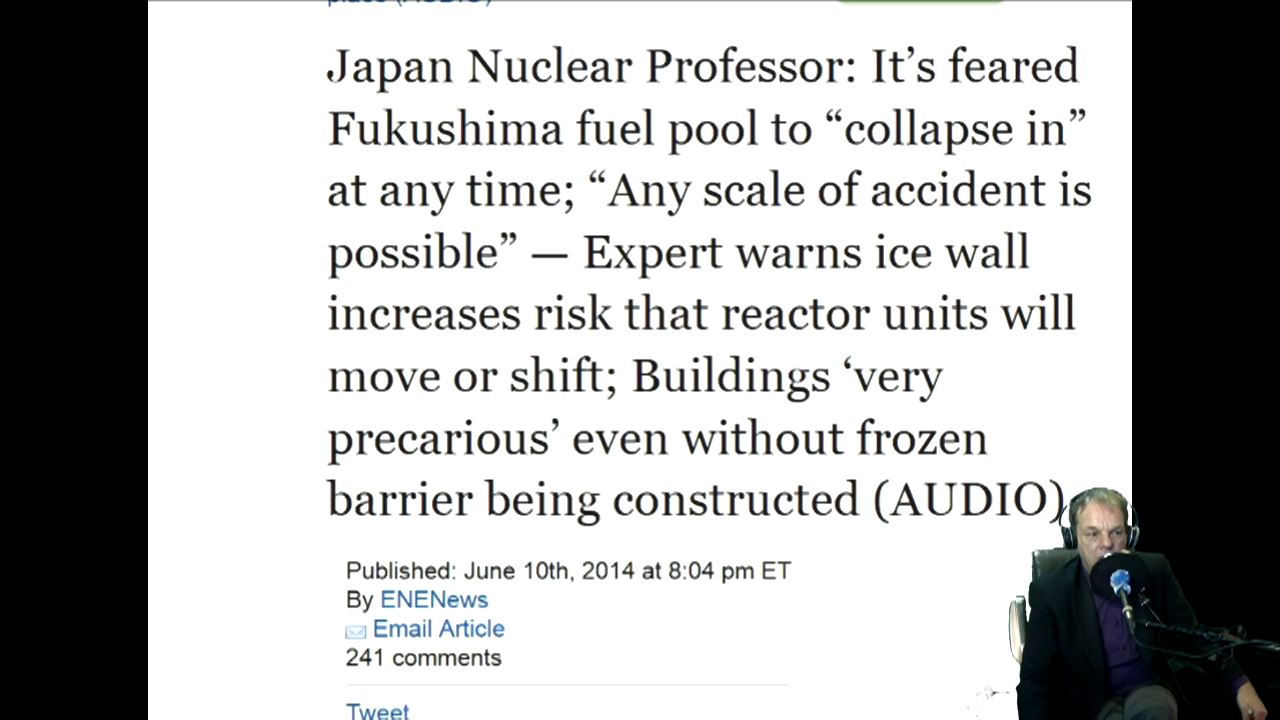 place (AUDIO)
Japan Nuclear Professor: It’s feared
Fukushima fuel pool to “collapse in”
at any time; “Any scale of accident is
possible” — Expert warns ice wall
increases risk that reactor units will
move or shift; Buildings ‘very
precarious’ even without frozen
barrier being constructed (AUDIO)
Published: June 10th, 2014 at 8:04 pm ET
By ENENews
Email Article
241 comments
Tweet